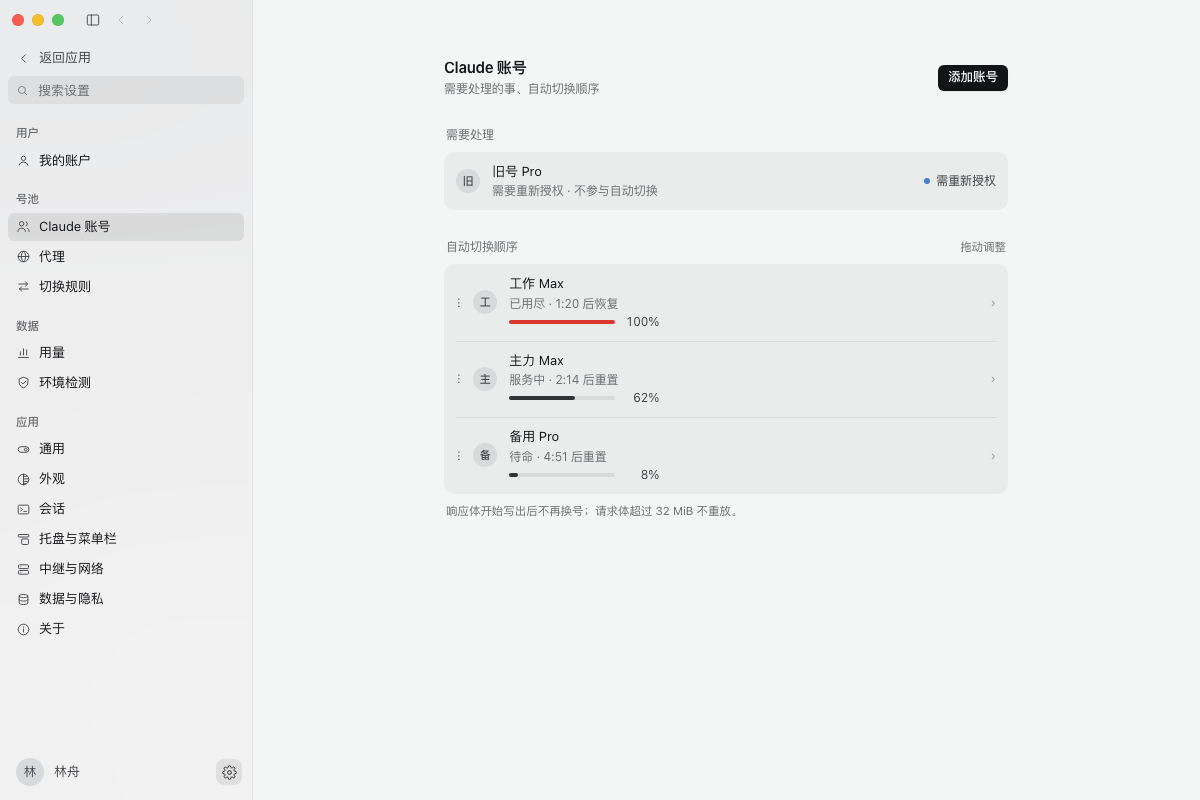 返回应用
搜索设置
用户
我的账户
号池
Claude 账号
代理
切换规则
数据
用量
环境检测
应用
通用
外观
会话
托盘与菜单栏
中继与网络
数据与隐私
关于
林 林舟
Claude 账号
需要处理的事、自动切换顺序
添加账号
需要处理
旧 旧号 Pro
需要重新授权 · 不参与自动切换
需重新授权
自动切换顺序 拖动调整
工 工作 Max
已用尽 · 1:20 后恢复
100%
主 主力 Max
服务中 · 2:14 后重置
62%
备 备用 Pro
待命 · 4:51 后重置
8%
响应体开始写出后不再换号；请求体超过 32 MiB 不重放。